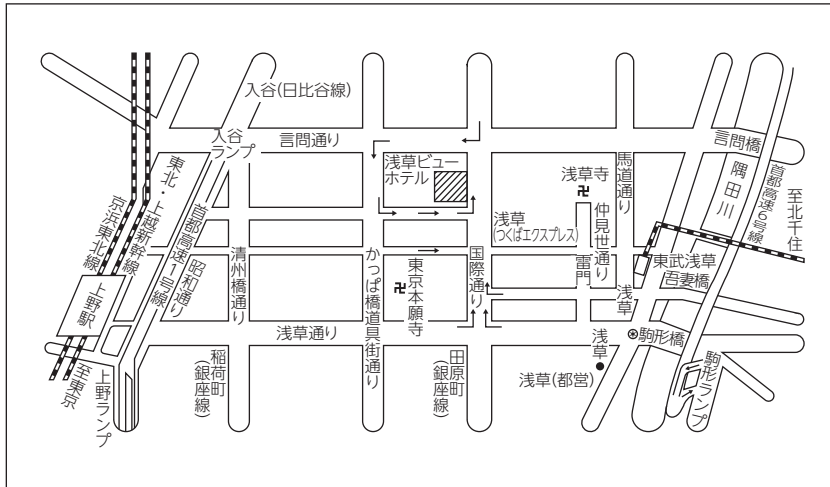 入谷(日比谷線)
入谷
ランプ
言問通り
浅草ビュー
ホテル
浅草寺
馬道通り
言問橋
隅田川
首都高速6号線
至北千住
東北・上越新幹線
京浜東北線
首都高速1号線
昭和通り
清州橋通り
かっぱ橋道具街通り
東京本願寺
国際通り
浅草
(つくばエクスプレス)
仲見世通り
雷門
東武浅草
吾妻橋
浅草
上野駅
浅草通り
駒形橋
浅草
浅草(都営)
駒形ランプ
稲荷町
(銀座線)
田原町
(銀座線)
至東京
上野ランプ